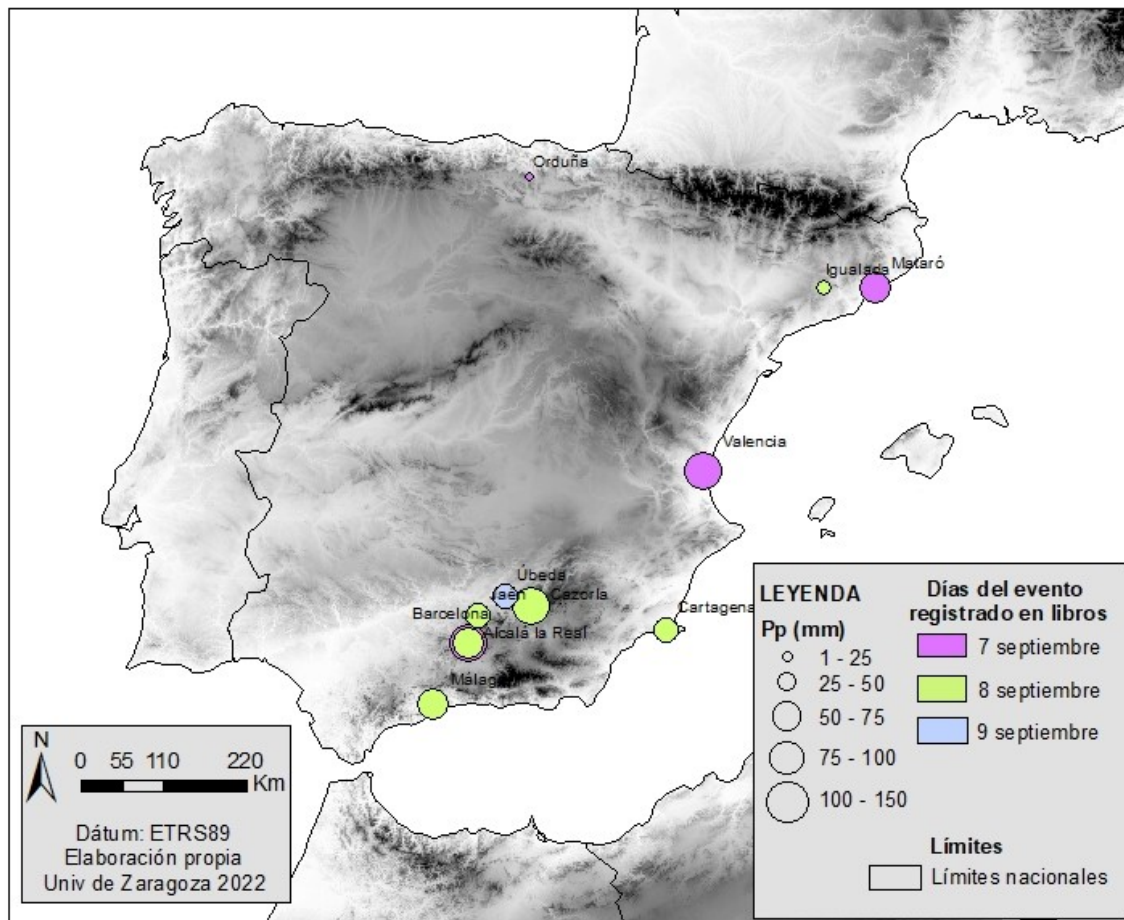 Orduña
Igualada
Mataró
Valencia
Úbeda
Jaén
Cazorla
Barcelona
Alcalá la Real
Cartagena
Málaga
LEYENDA
Pp (mm)
1 - 25
25 - 50
50 - 75
75 - 100
100 - 150
Días del evento
registrado en libros
7 septiembre
8 septiembre
9 septiembre
Límites
Límites nacionales
N
0 55 110 220
Km
Dátum: ETRS89
Elaboración propia
Univ de Zaragoza 2022